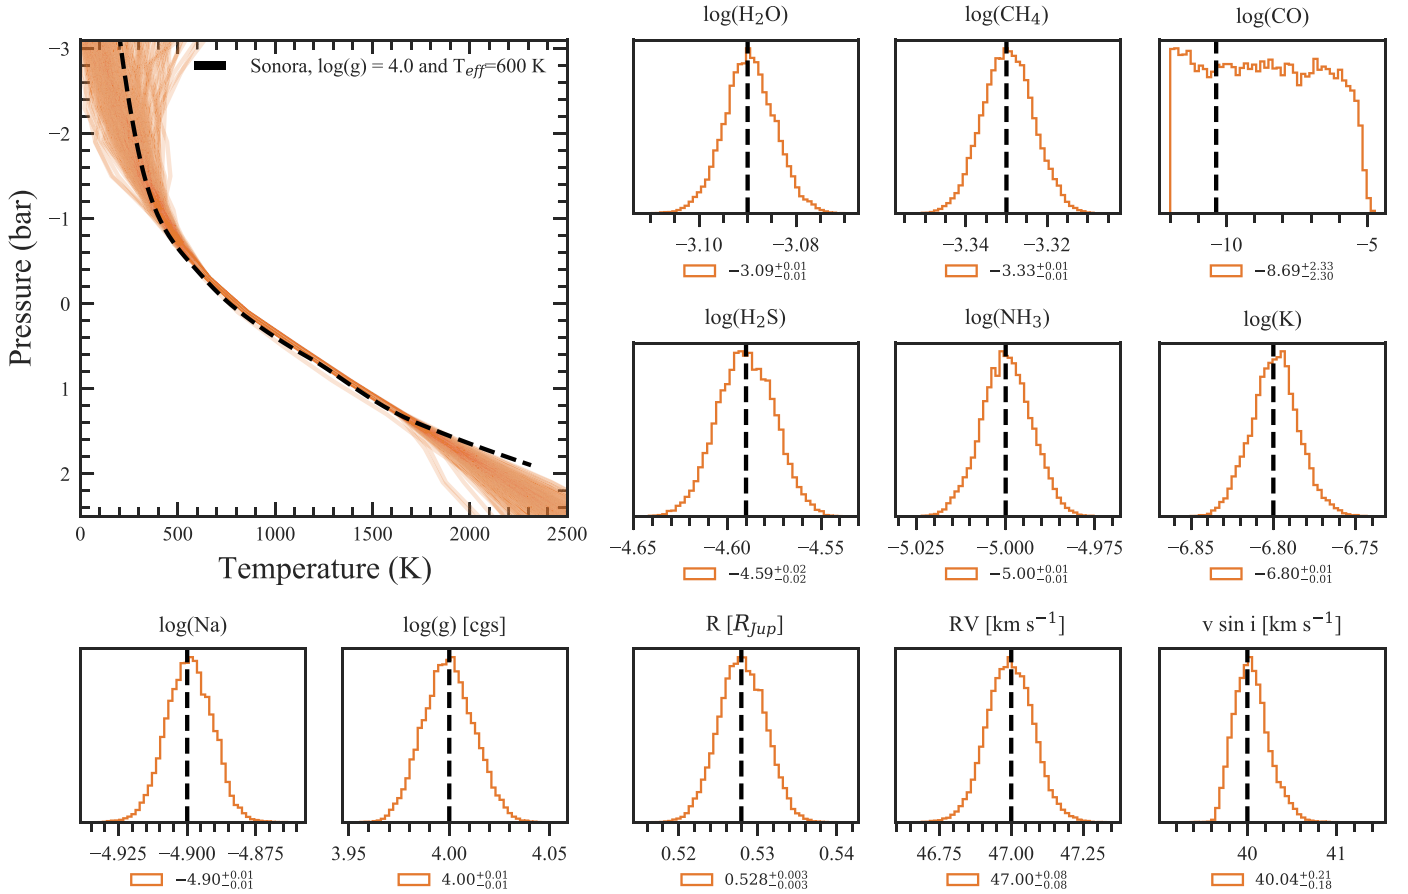 Pressure (bar)
−3
−2
−1
0
1
2
Sonora, log(g) = 4.0 and T_eff=600 K
0 500 1000 1500 2000 2500
Temperature (K)
log(H₂O)
−3.10 −3.08
−3.09^{+0.01}_{−0.01}
log(CH₄)
−3.34 −3.32
−3.33^{+0.01}_{−0.01}
log(CO)
−10 −5
−8.69^{+2.33}_{−2.30}
log(H₂S)
−4.65 −4.60 −4.55
−4.59^{+0.02}_{−0.02}
log(NH₃)
−5.025 −5.000 −4.975
−5.00^{+0.01}_{−0.01}
log(K)
−6.85 −6.80 −6.75
−6.80^{+0.01}_{−0.01}
log(Na)
−4.925 −4.900 −4.875
−4.90^{+0.01}_{−0.01}
log(g) [cgs]
3.95 4.00 4.05
4.00^{+0.01}_{−0.01}
R [R_Jup]
0.52 0.53 0.54
0.528^{+0.003}_{−0.003}
RV [km s⁻¹]
46.75 47.00 47.25
47.00^{+0.08}_{−0.08}
v sin i [km s⁻¹]
40 41
40.04^{+0.21}_{−0.18}